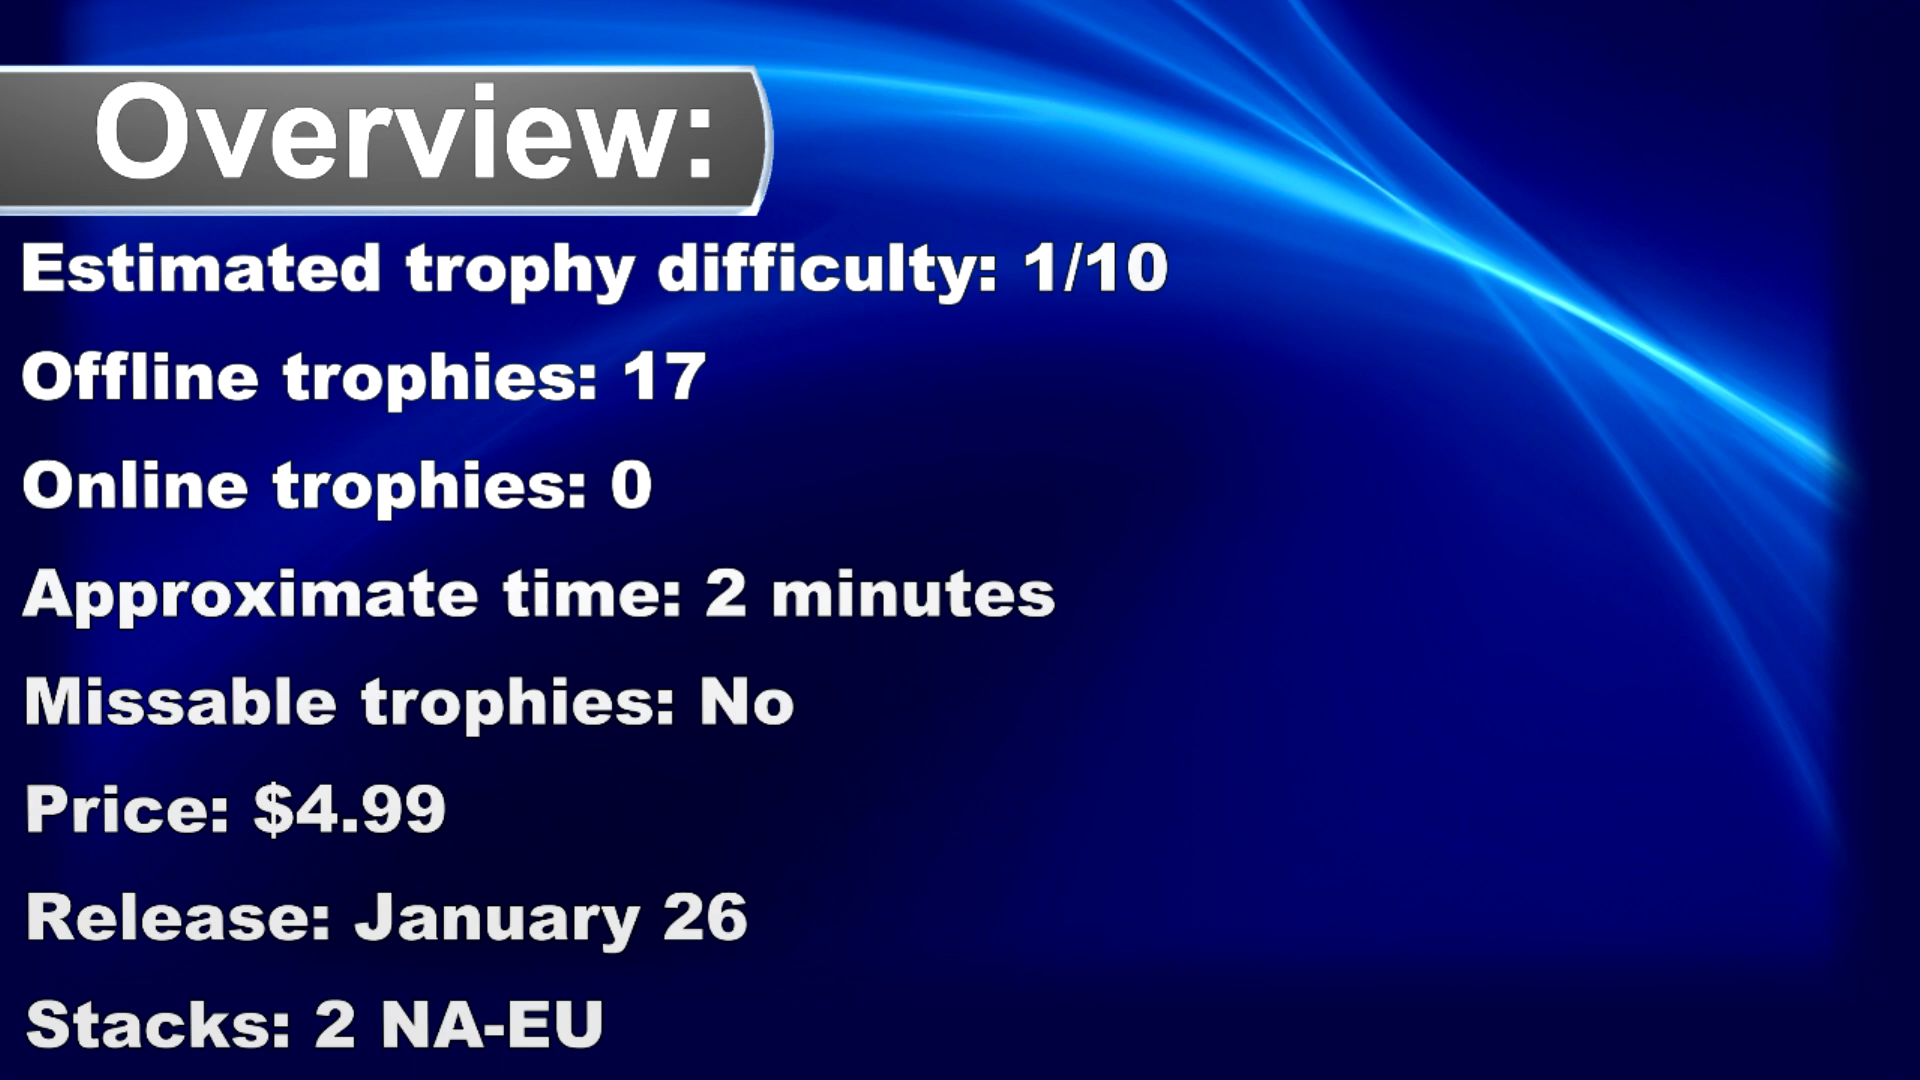 Overview:
Estimated trophy difficulty: 1/10
Offline trophies: 17
Online trophies: 0
Approximate time: 2 minutes
Missable trophies: No
Price: $4.99
Release: January 26
Stacks: 2 NA-EU